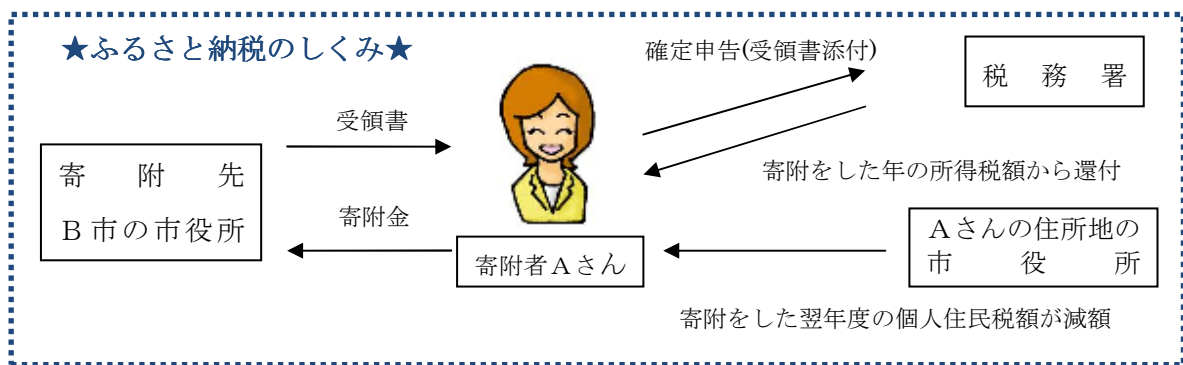 ★ふるさと納税のしくみ★
確定申告(受領書添付)
税務署
受領書
寄附先
B市の市役所
寄附をした年の所得税額から還付
寄附金
寄附者Aさん
Aさんの住所地の
市役所
寄附をした翌年度の個人住民税額が減額